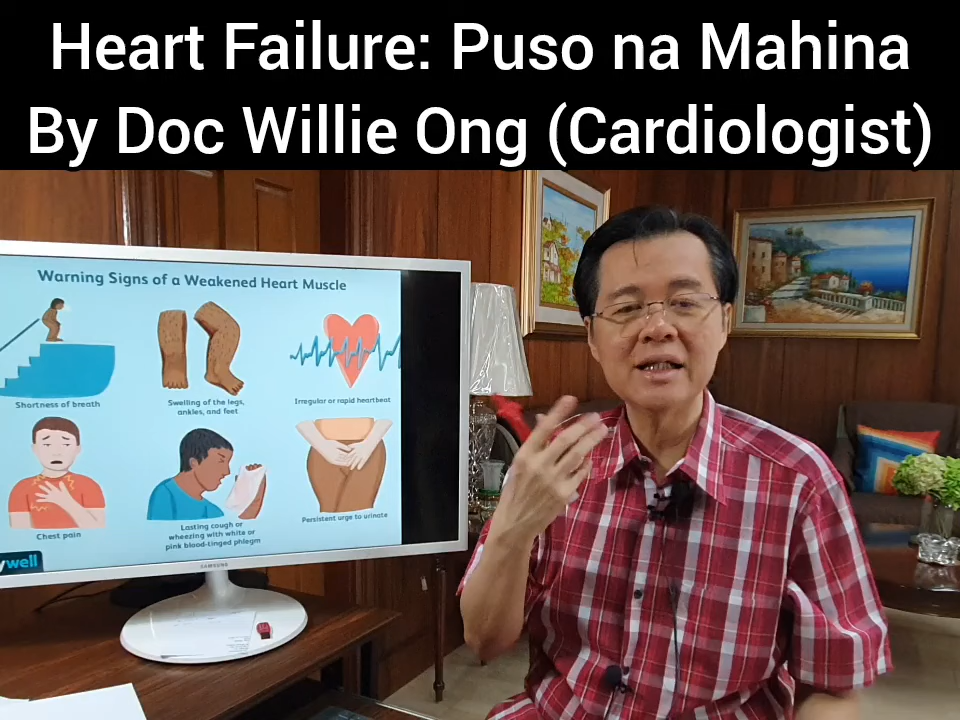 Heart Failure: Puso na Mahina
By Doc Willie Ong (Cardiologist)
Warning Signs of a Weakened Heart Muscle
Shortness of breath
Swelling of the legs,
ankles, and feet
Irregular or rapid heartbeat
Chest pain
Lasting cough or
wheezing with white or
pink blood-tinged phlegm
Persistent urge to urinate
ywell
SAMSUNG